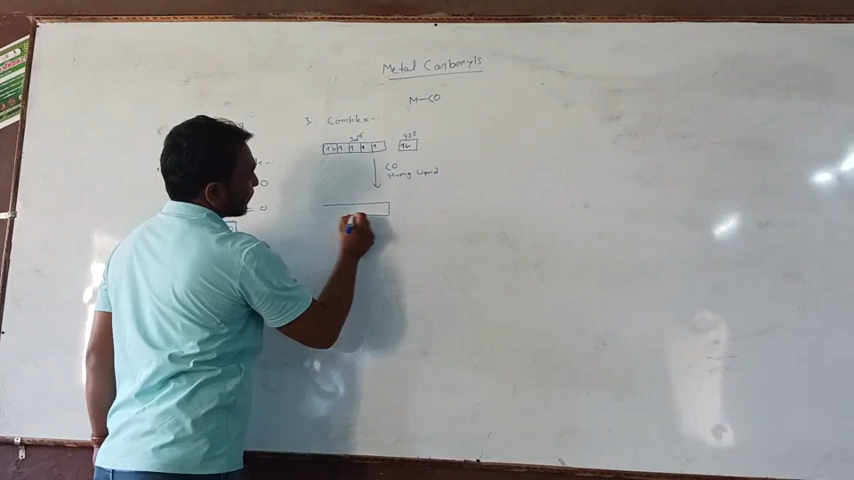 Metal Carbonyls
M—CO
3: Complex-:
3d⁶ 4s²
CO
Strong ligand